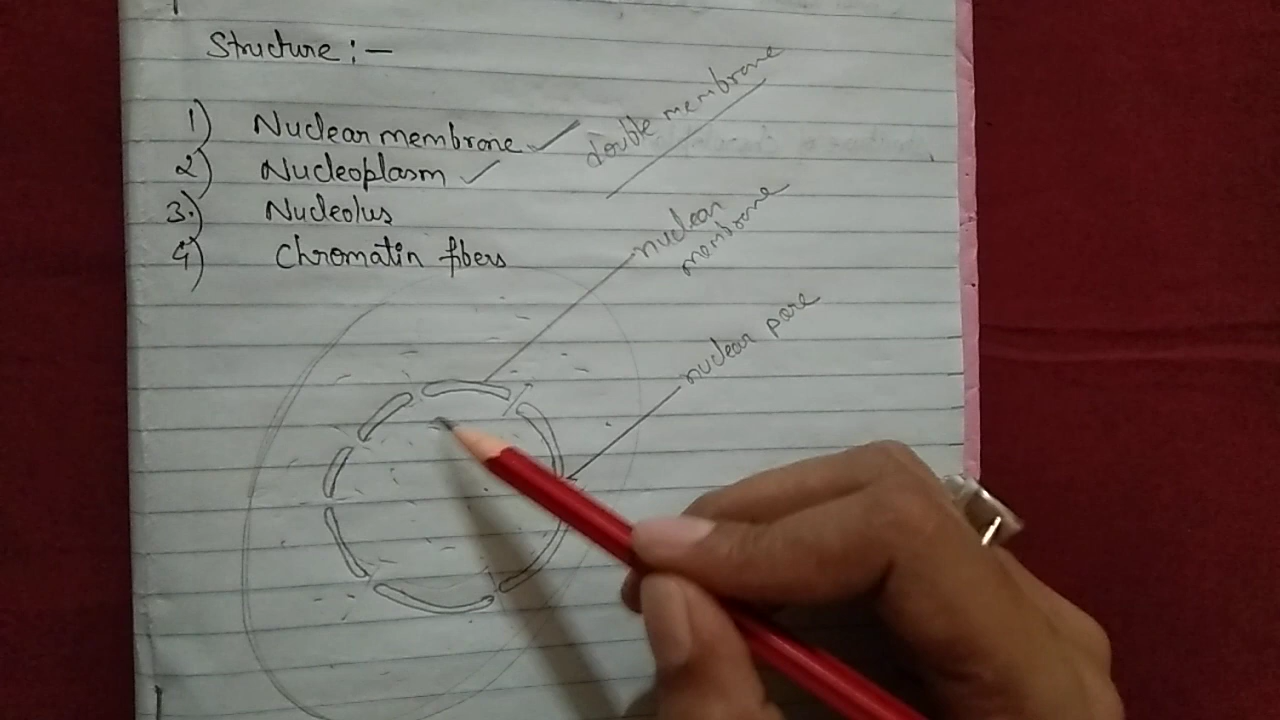 Structure :-
1) Nuclear membrane
2) Nucleoplasm
3.) Nucleolus
4) Chromatin fibers
double membrane
nuclear
membrane
nuclear pore